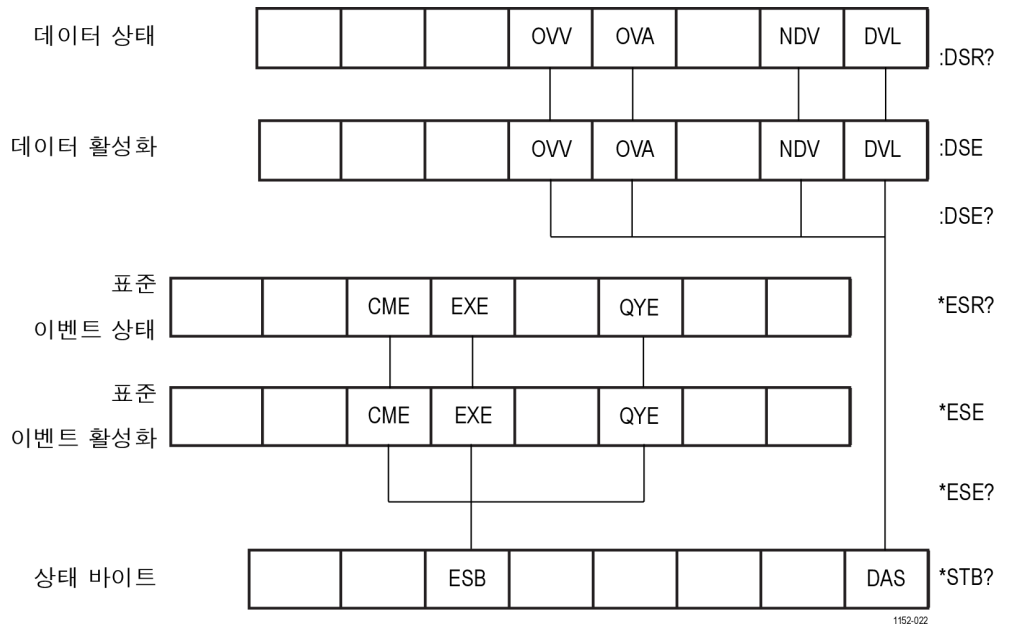 데이터 상태 OVV OVA NDV DVL :DSR?
데이터 활성화 OVV OVA NDV DVL :DSE
:DSE?
표준
이벤트 상태 CME EXE QYE *ESR?
표준
이벤트 활성화 CME EXE QYE *ESE
*ESE?
상태 바이트 ESB DAS *STB?
1152-022